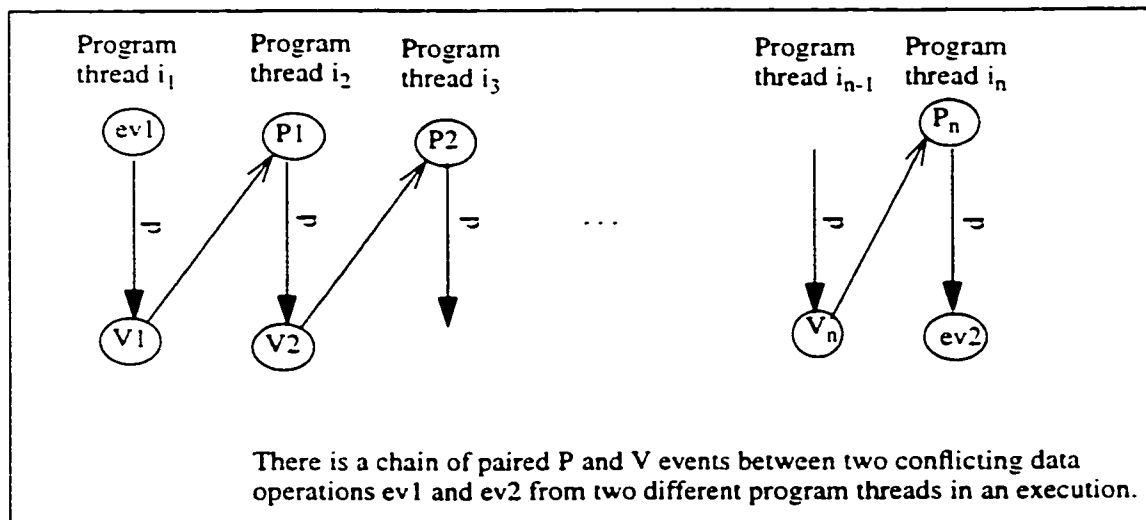 Program thread i₁
Program thread i₂
Program thread i₃
Program thread iₙ₋₁
Program thread iₙ
ev1
P1
P2
Pₙ
...
V1
V2
Vₙ
ev2
There is a chain of paired P and V events between two conflicting data
operations ev1 and ev2 from two different program threads in an execution.